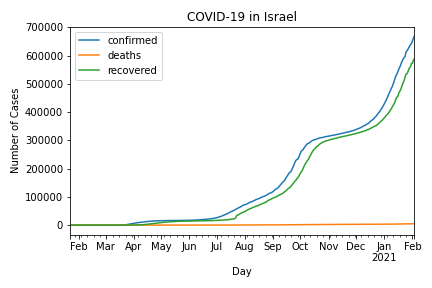 COVID-19 in Israel
confirmed
deaths
recovered
Number of Cases
700000
600000
500000
400000
300000
200000
100000
0
Feb Mar Apr May Jun Jul Aug Sep Oct Nov Dec Jan Feb
2021
Day